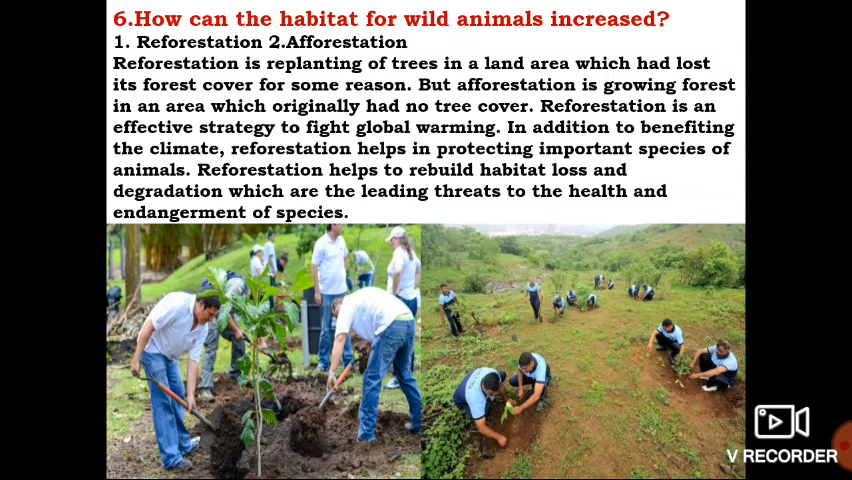 6.How can the habitat for wild animals increased?
1. Reforestation 2.Afforestation
Reforestation is replanting of trees in a land area which had lost
its forest cover for some reason. But afforestation is growing forest
in an area which originally had no tree cover. Reforestation is an
effective strategy to fight global warming. In addition to benefiting
the climate, reforestation helps in protecting important species of
animals. Reforestation helps to rebuild habitat loss and
degradation which are the leading threats to the health and
endangerment of species.
V RECORDER